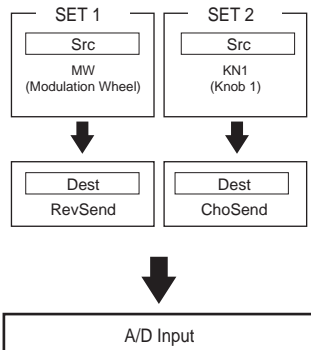 SET 1
Src
MW
(Modulation Wheel)
Dest
RevSend
SET 2
Src
KN1
(Knob 1)
Dest
ChoSend
A/D Input